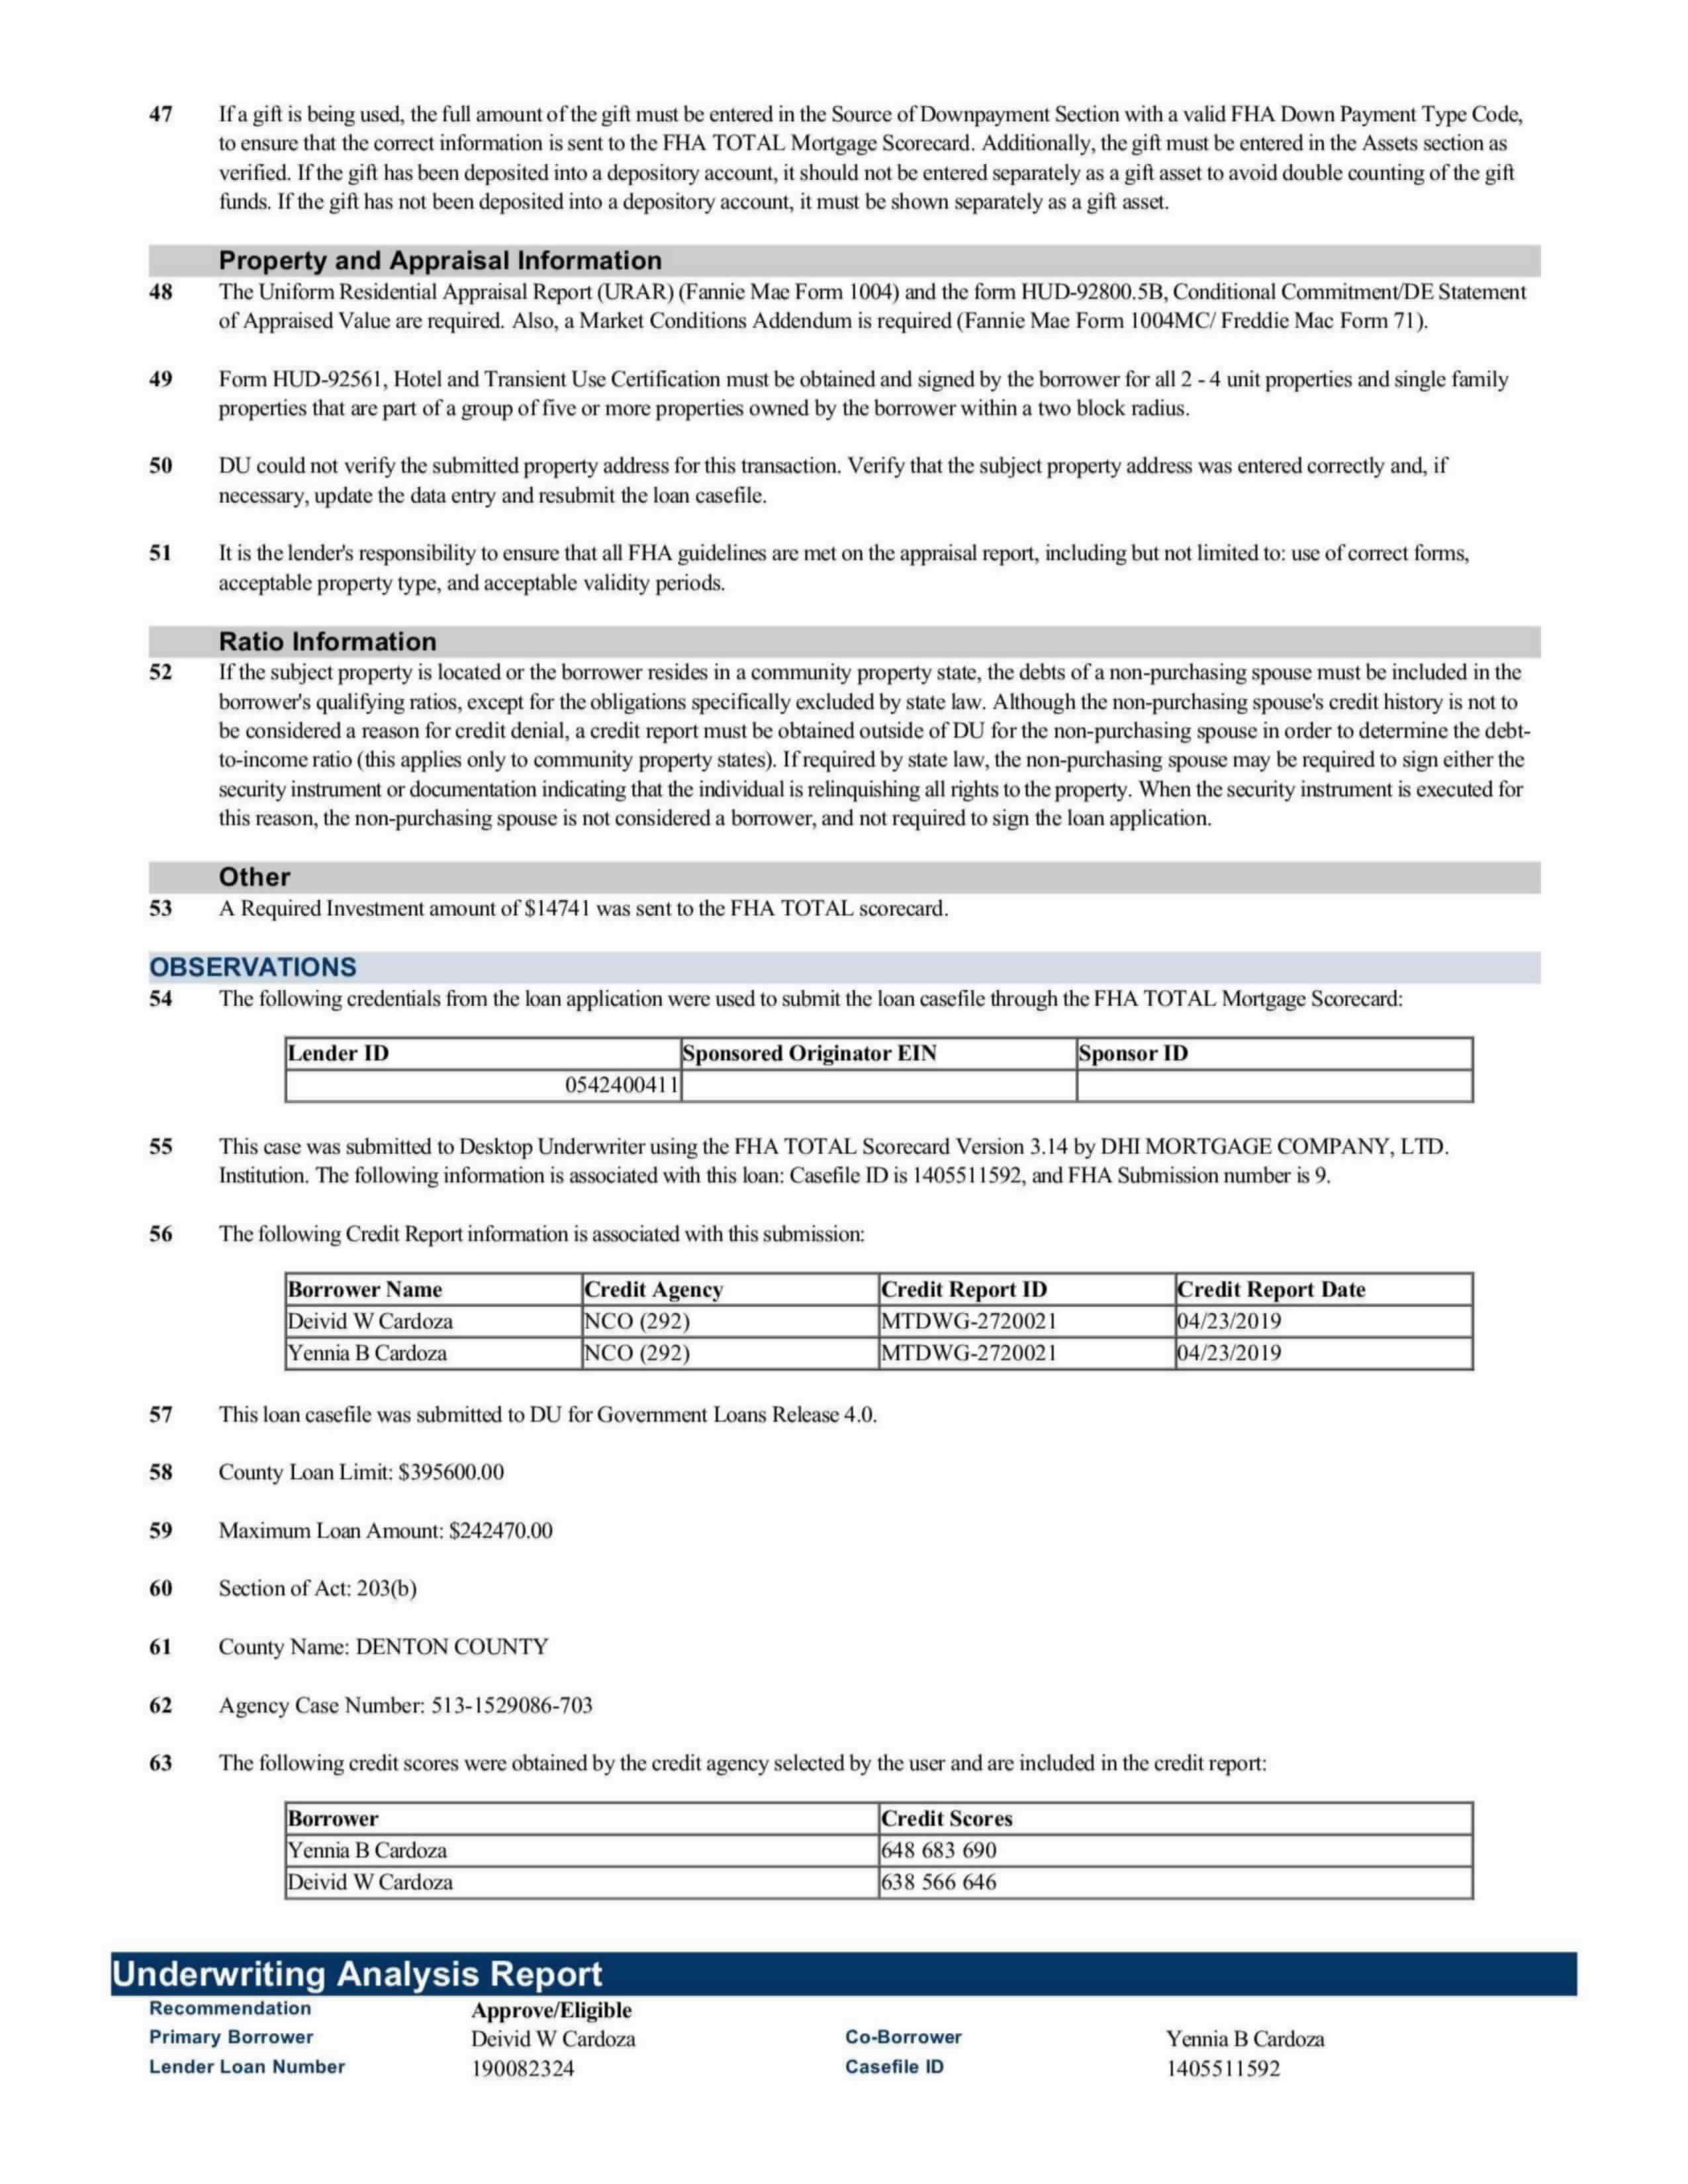 47 If a gift is being used, the full amount of the gift must be entered in the Source of Downpayment Section with a valid FHA Down Payment Type Code,
to ensure that the correct information is sent to the FHA TOTAL Mortgage Scorecard. Additionally, the gift must be entered in the Assets section as
verified. If the gift has been deposited into a depository account, it should not be entered separately as a gift asset to avoid double counting of the gift
funds. If the gift has not been deposited into a depository account, it must be shown separately as a gift asset.
Property and Appraisal Information
48 The Uniform Residential Appraisal Report (URAR) (Fannie Mae Form 1004) and the form HUD-92800.5B, Conditional Commitment/DE Statement
of Appraised Value are required. Also, a Market Conditions Addendum is required (Fannie Mae Form 1004MC/ Freddie Mac Form 71).
49 Form HUD-92561, Hotel and Transient Use Certification must be obtained and signed by the borrower for all 2 - 4 unit properties and single family
properties that are part of a group of five or more properties owned by the borrower within a two block radius.
50 DU could not verify the submitted property address for this transaction. Verify that the subject property address was entered correctly and, if
necessary, update the data entry and resubmit the loan casefile.
51 It is the lender's responsibility to ensure that all FHA guidelines are met on the appraisal report, including but not limited to: use of correct forms,
acceptable property type, and acceptable validity periods.
Ratio Information
52 If the subject property is located or the borrower resides in a community property state, the debts of a non-purchasing spouse must be included in the
borrower's qualifying ratios, except for the obligations specifically excluded by state law. Although the non-purchasing spouse's credit history is not to
be considered a reason for credit denial, a credit report must be obtained outside of DU for the non-purchasing spouse in order to determine the debt-
to-income ratio (this applies only to community property states). If required by state law, the non-purchasing spouse may be required to sign either the
security instrument or documentation indicating that the individual is relinquishing all rights to the property. When the security instrument is executed for
this reason, the non-purchasing spouse is not considered a borrower, and not required to sign the loan application.
Other
53 A Required Investment amount of $14741 was sent to the FHA TOTAL scorecard.
OBSERVATIONS
54 The following credentials from the loan application were used to submit the loan casefile through the FHA TOTAL Mortgage Scorecard:
Lender ID Sponsored Originator EIN Sponsor ID
0542400411
55 This case was submitted to Desktop Underwriter using the FHA TOTAL Scorecard Version 3.14 by DHI MORTGAGE COMPANY, LTD.
Institution. The following information is associated with this loan: Casefile ID is 1405511592, and FHA Submission number is 9.
56 The following Credit Report information is associated with this submission:
Borrower Name Credit Agency Credit Report ID Credit Report Date
Deivid W Cardoza NCO (292) MTDWG-2720021 04/23/2019
Yennia B Cardoza NCO (292) MTDWG-2720021 04/23/2019
57 This loan casefile was submitted to DU for Government Loans Release 4.0.
58 County Loan Limit: $395600.00
59 Maximum Loan Amount: $242470.00
60 Section of Act: 203(b)
61 County Name: DENTON COUNTY
62 Agency Case Number: 513-1529086-703
63 The following credit scores were obtained by the credit agency selected by the user and are included in the credit report:
Borrower Credit Scores
Yennia B Cardoza 648 683 690
Deivid W Cardoza 638 566 646
Underwriting Analysis Report
Recommendation Approve/Eligible
Primary Borrower Deivid W Cardoza Co-Borrower Yennia B Cardoza
Lender Loan Number 190082324 Casefile ID 1405511592